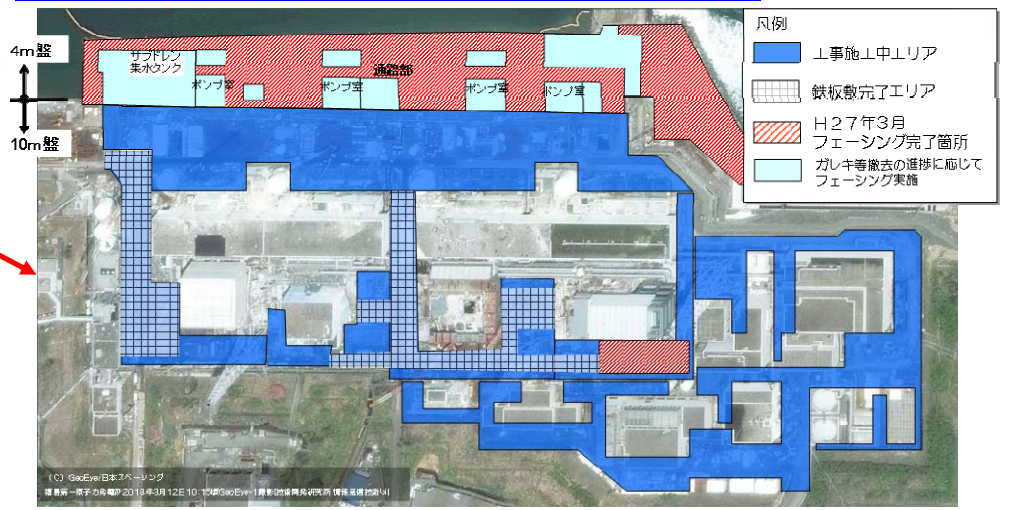 4m盤
10m盤
サブドレン
集水タンク
通路部
ポンプ室
ポンプ室
ポンプ室
ポンプ室
凡例
工事施工中エリア
鉄板敷完了エリア
H27年3月
フェーシング完了箇所
ガレキ等撤去の進捗に応じて
フェーシング実施
(C) GeoEye/日本スペーシング